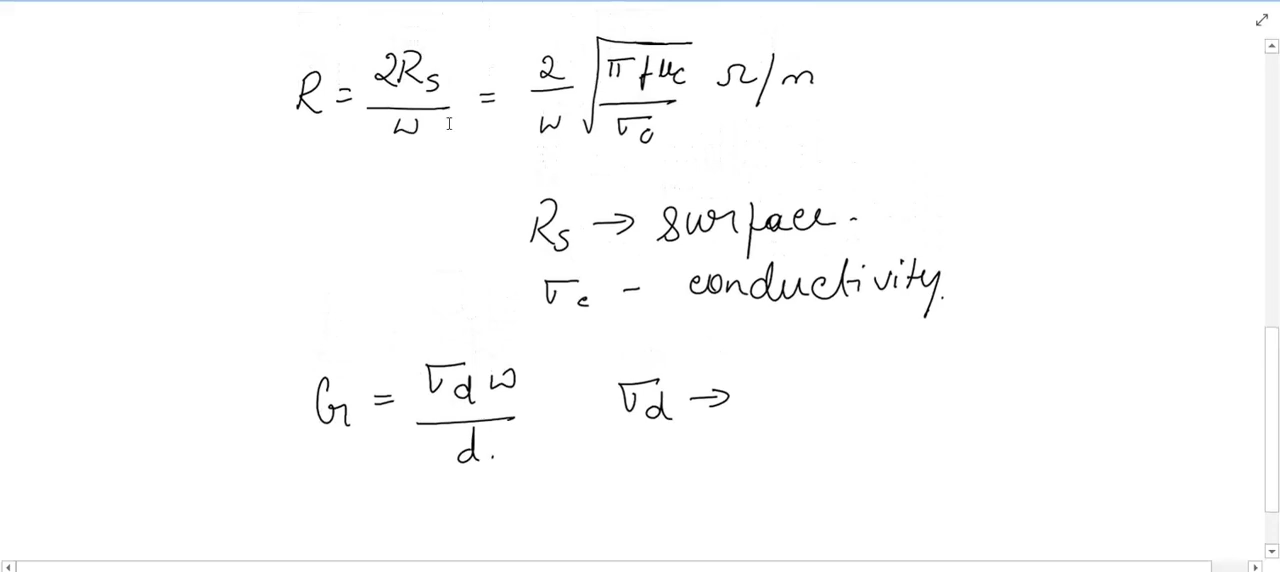 R = 2Rs/w = 2/w √(πfμc/σc) Ω/m
Rs → surface.
σc - conductivity.
G = σd w/d. σd →